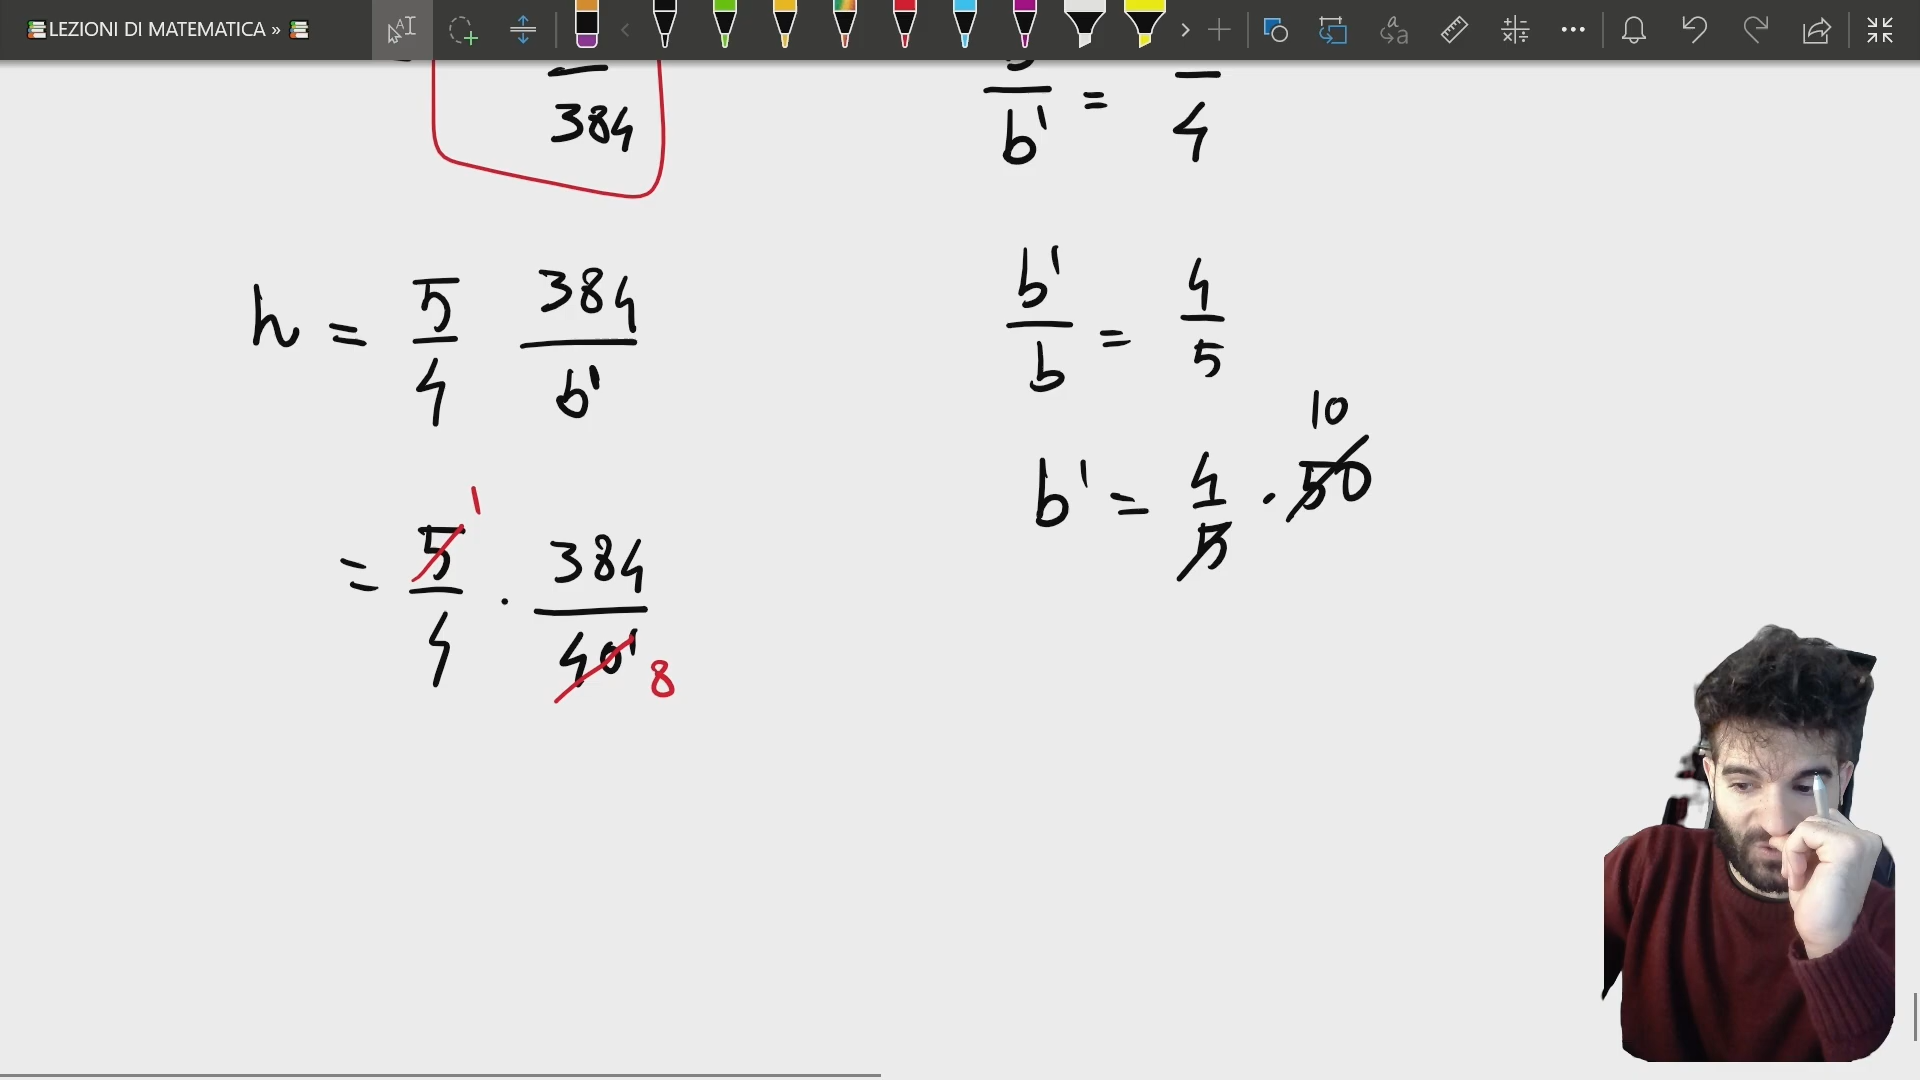 LEZIONI DI MATEMATICA »
384
b' = 4
h = 5/4 384/b'
b'/b = 4/5
10
b' = 4/5 · 50
1
= 5/4 · 384/40'
8